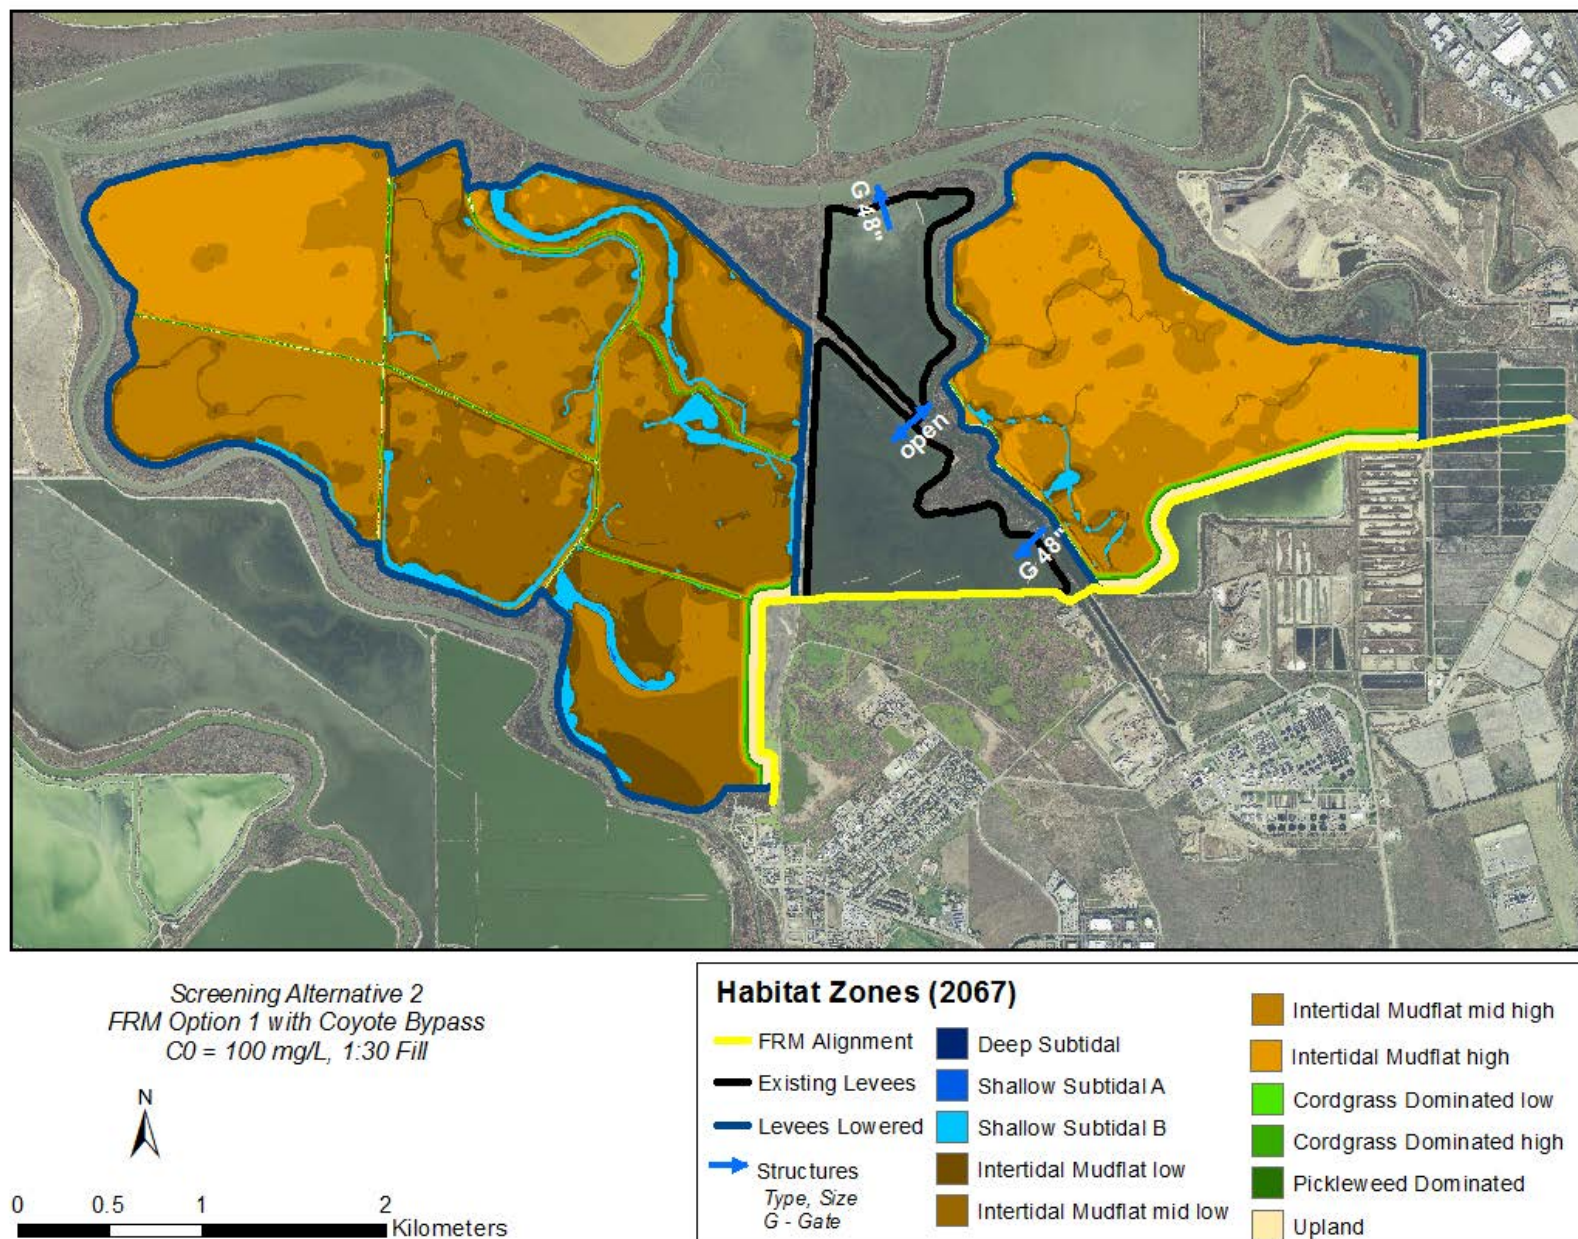 G 48"
open
G 48"
Screening Alternative 2
FRM Option 1 with Coyote Bypass
C0 = 100 mg/L, 1:30 Fill
N
0 0.5 1 2
Kilometers
Habitat Zones (2067)
FRM Alignment
Existing Levees
Levees Lowered
Structures
Type, Size
G - Gate
Deep Subtidal
Shallow Subtidal A
Shallow Subtidal B
Intertidal Mudflat low
Intertidal Mudflat mid low
Intertidal Mudflat mid high
Intertidal Mudflat high
Cordgrass Dominated low
Cordgrass Dominated high
Pickleweed Dominated
Upland